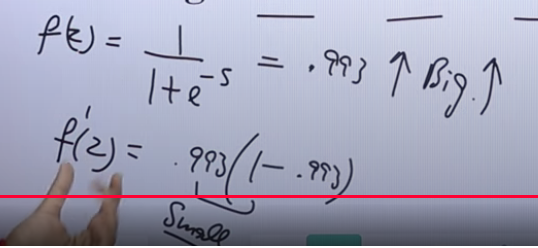 f(z) = 1/(1+e^-5) = .993 ↑ Big ↑
f'(z) = .993(1- .993)
Small